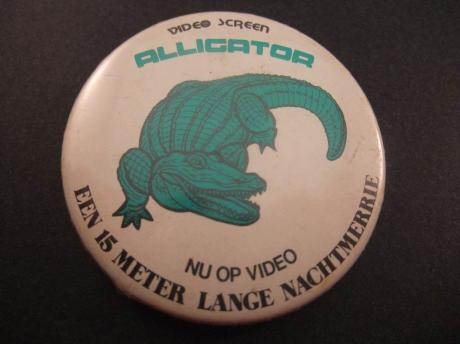 VIDEO SCREEN
ALLIGATOR
NU OP VIDEO
EEN 15 METER LANGE NACHTMERRIE